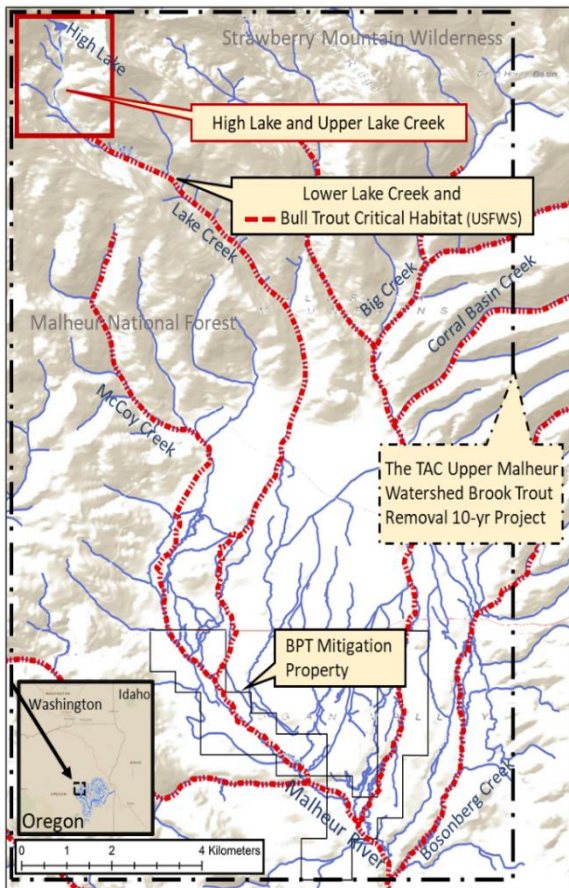 High Lake
Strawberry Mountain Wilderness
High Lake and Upper Lake Creek
Lower Lake Creek and
Bull Trout Critical Habitat (USFWS)
Lake Creek
Big Creek
Corral Basin Creek
Malheur National Forest
McCoy Creek
The TAC Upper Malheur
Watershed Brook Trout
Removal 10-yr Project
BPT Mitigation
Property
Washington
Idaho
Oregon
Malheur River
Bosonberg Creek
0 1 2 4 Kilometers